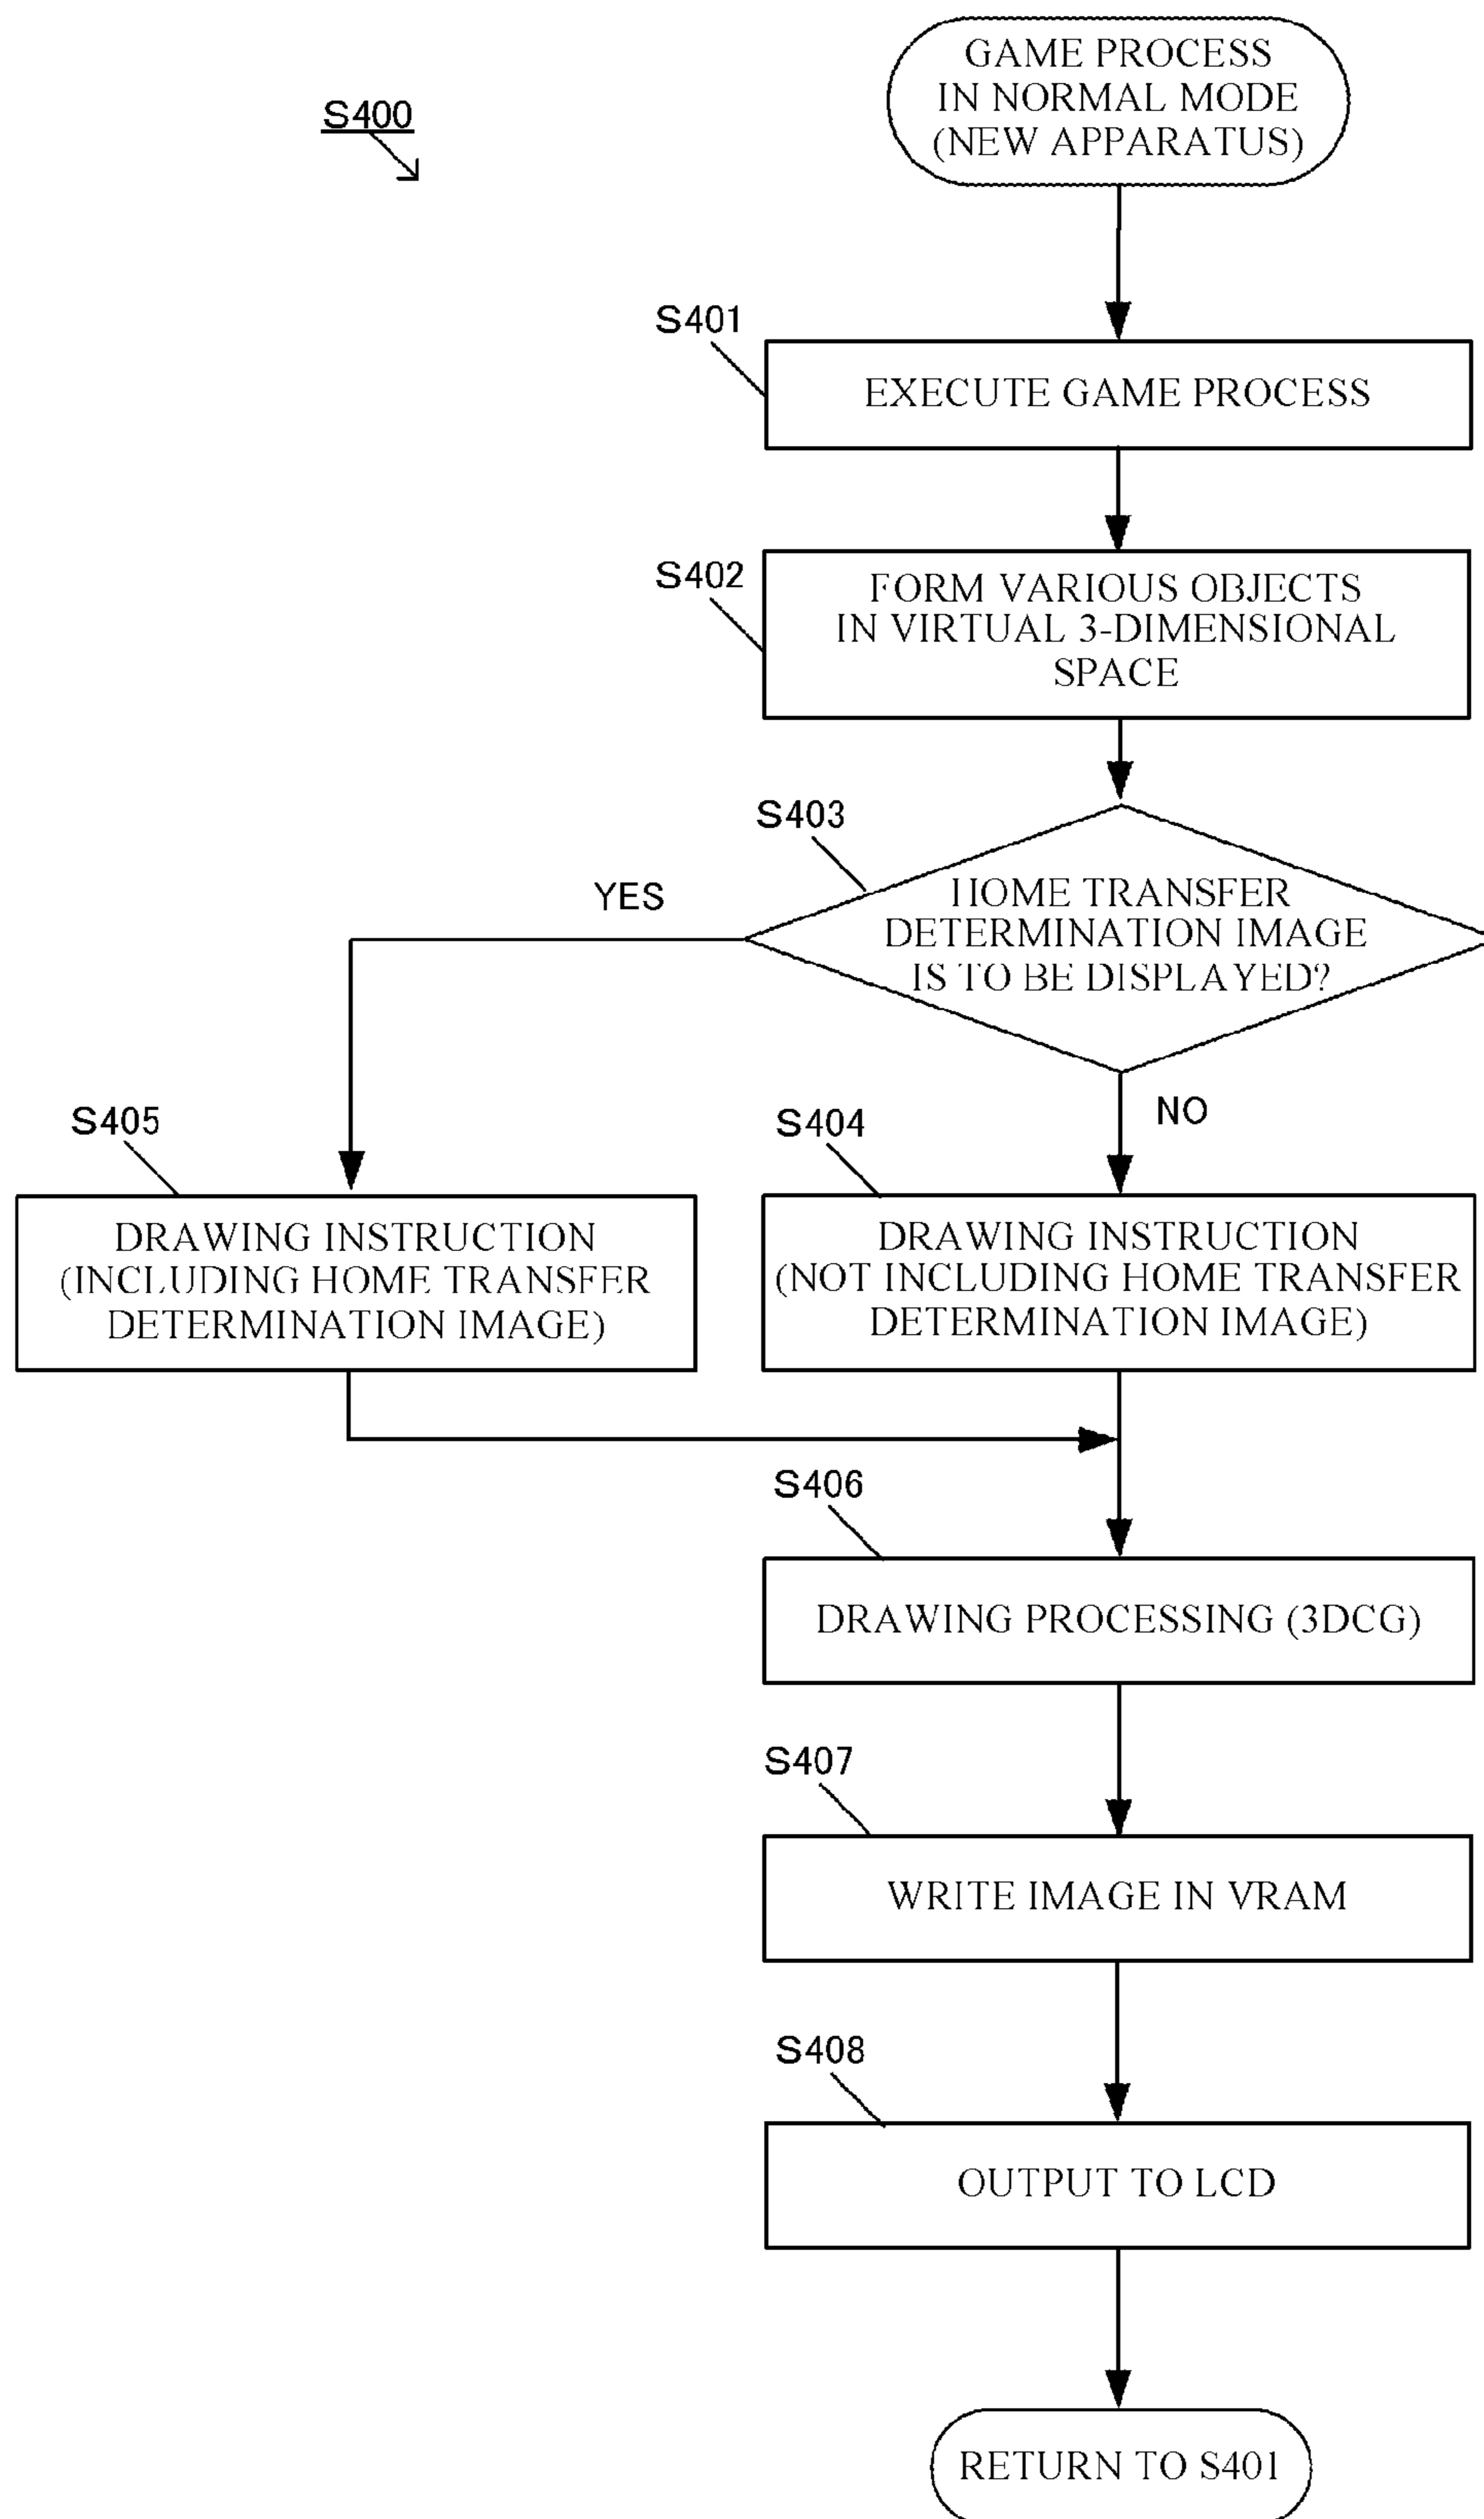 S400
GAME PROCESS
IN NORMAL MODE
(NEW APPARATUS)
S401
EXECUTE GAME PROCESS
S402
FORM VARIOUS OBJECTS
IN VIRTUAL 3-DIMENSIONAL
SPACE
S403
YES
HOME TRANSFER
DETERMINATION IMAGE
IS TO BE DISPLAYED?
NO
S405
DRAWING INSTRUCTION
(INCLUDING HOME TRANSFER
DETERMINATION IMAGE)
S404
DRAWING INSTRUCTION
(NOT INCLUDING HOME TRANSFER
DETERMINATION IMAGE)
S406
DRAWING PROCESSING (3DCG)
S407
WRITE IMAGE IN VRAM
S408
OUTPUT TO LCD
RETURN TO S401